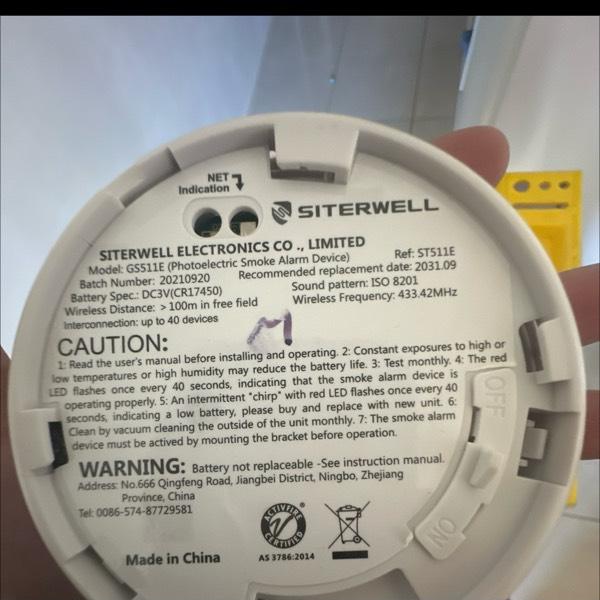 NET
Indication
SITERWELL
SITERWELL ELECTRONICS CO ., LIMITED
Model: GS511E (Photoelectric Smoke Alarm Device) Ref: ST511E
Batch Number: 20210920 Recommended replacement date: 2031.09
Battery Spec.: DC3V(CR17450) Sound pattern: ISO 8201
Wireless Distance: >100m in free field Wireless Frequency: 433.42MHz
Interconnection: up to 40 devices
CAUTION:
1: Read the user's manual before installing and operating. 2: Constant exposures to high or
low temperatures or high humidity may reduce the battery life. 3: Test monthly. 4: The red
LED flashes once every 40 seconds, indicating that the smoke alarm device is
operating properly. 5: An intermittent "chirp" with red LED flashes once every 40
seconds, indicating a low battery, please buy and replace with new unit. 6:
Clean by vacuum cleaning the outside of the unit monthly. 7: The smoke alarm
device must be actived by mounting the bracket before operation.
WARNING: Battery not replaceable -See instruction manual.
Address: No.666 Qingfeng Road, Jiangbei District, Ningbo, Zhejiang
Province, China
Tel: 0086-574-87729581
Made in China
ACTIVFIRE
CERTIFIED
AS 3786:2014
OFF
ON